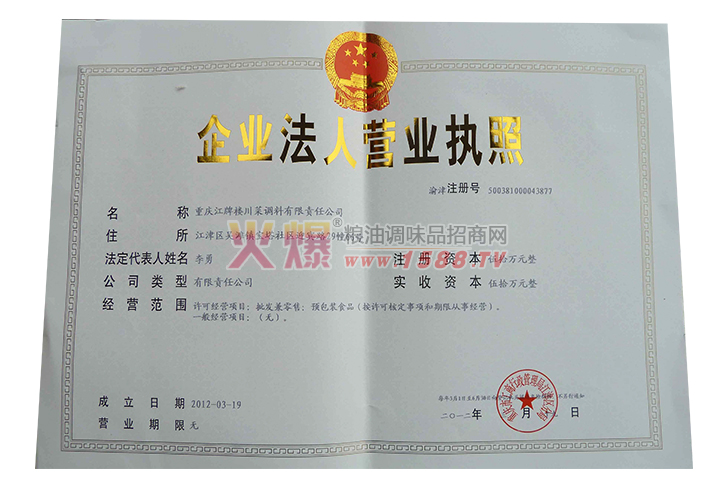 企业法人营业执照
渝津 注册号 500381000043877
名 称 重庆江牌楼川菜调料有限责任公司
住 所 江津区
法定代表人姓名 李勇
注 册 资 本 伍拾万元整
公 司 类 型 有限责任公司
实 收 资 本 伍拾万元整
经 营 范 围 许可经营项目：批发兼零售：预包装食品（按许可核定事项和期限从事经营）。
一般经营项目：（无）。
火爆® 粮油调味品招商网
www.1588.TV
成 立 日 期 2012-03-19
营 业 期 限 无
二〇一二年 月 日